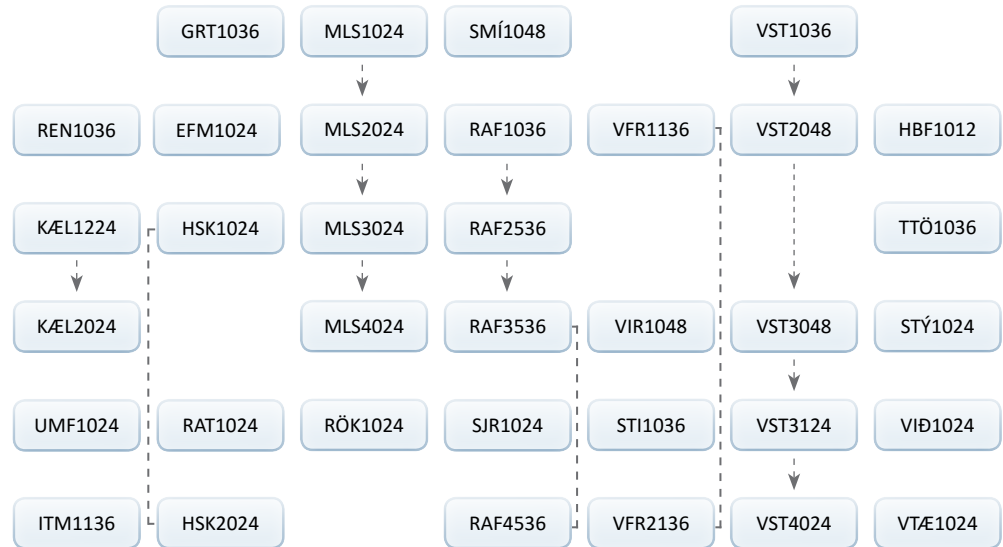 GRT1036 MLS1024 SMÍ1048 VST1036
REN1036 EFM1024 MLS2024 RAF1036 VFR1136 VST2048 HBF1012
KÆL1224 HSK1024 MLS3024 RAF2536 TTÖ1036
KÆL2024 MLS4024 RAF3536 VIR1048 VST3048 STÝ1024
UMF1024 RAT1024 RÖK1024 SJR1024 STI1036 VST3124 VIÐ1024
ITM1136 HSK2024 RAF4536 VFR2136 VST4024 VTÆ1024